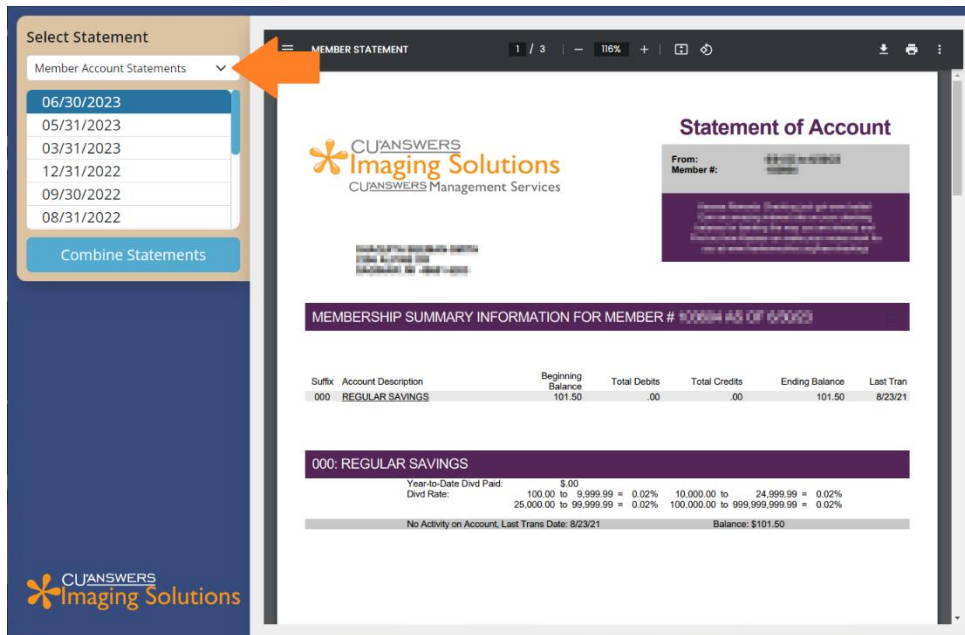 Select Statement
Member Account Statements
06/30/2023
05/31/2023
03/31/2023
12/31/2022
09/30/2022
08/31/2022
Combine Statements
CU*ANSWERS
Imaging Solutions
MEMBER STATEMENT 1 / 3 116%
CU*ANSWERS
Imaging Solutions
CU*ANSWERS Management Services
Statement of Account
From:
Member #:
MEMBERSHIP SUMMARY INFORMATION FOR MEMBER #
Suffix Account Description Beginning Balance Total Debits Total Credits Ending Balance Last Tran
000 REGULAR SAVINGS 101.50 .00 .00 101.50 8/23/21
000: REGULAR SAVINGS
Year-to-Date Divd Paid: $.00
Divd Rate: 100.00 to 9,999.99 = 0.02% 10,000.00 to 24,999.99 = 0.02%
25,000.00 to 99,999.99 = 0.02% 100,000.00 to 999,999,999.99 = 0.02%
No Activity on Account, Last Trans Date: 8/23/21 Balance: $101.50